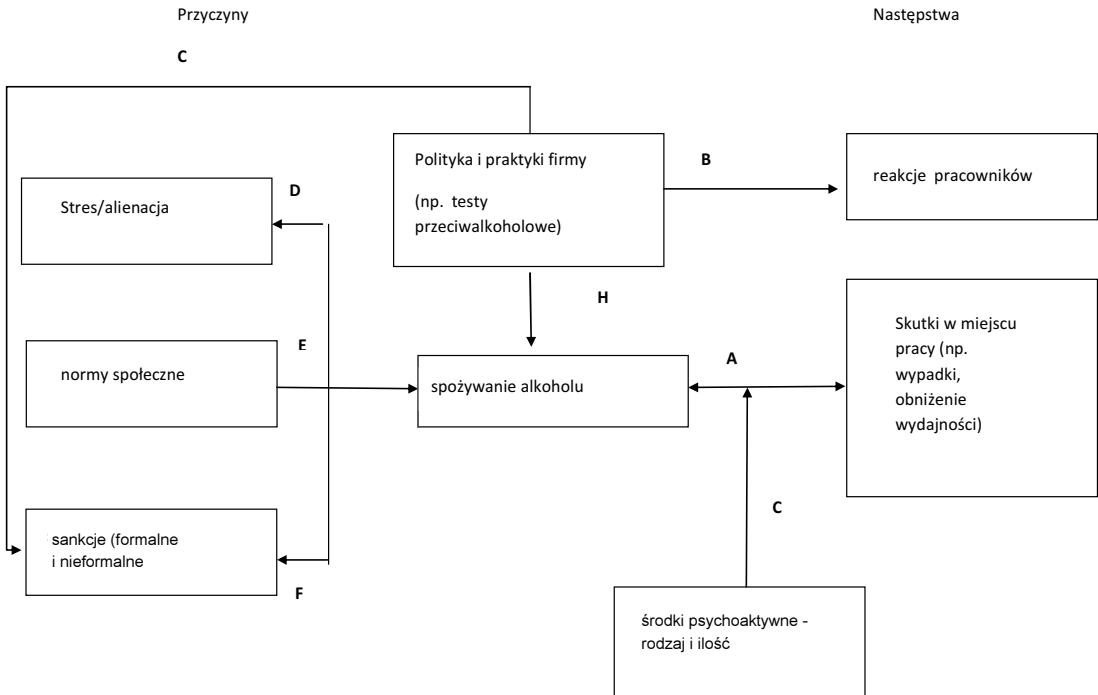 Przyczyny
Następstwa
C
Polityka i praktyki firmy
(np. testy
przeciwalkoholowe)
B
reakcje pracowników
Stres/alienacja
D
H
Skutki w miejscu
pracy (np.
wypadki,
obniżenie
wydajności)
normy społeczne
E
spożywanie alkoholu
A
C
sankcje (formalne
i nieformalne
F
środki psychoaktywne -
rodzaj i ilość